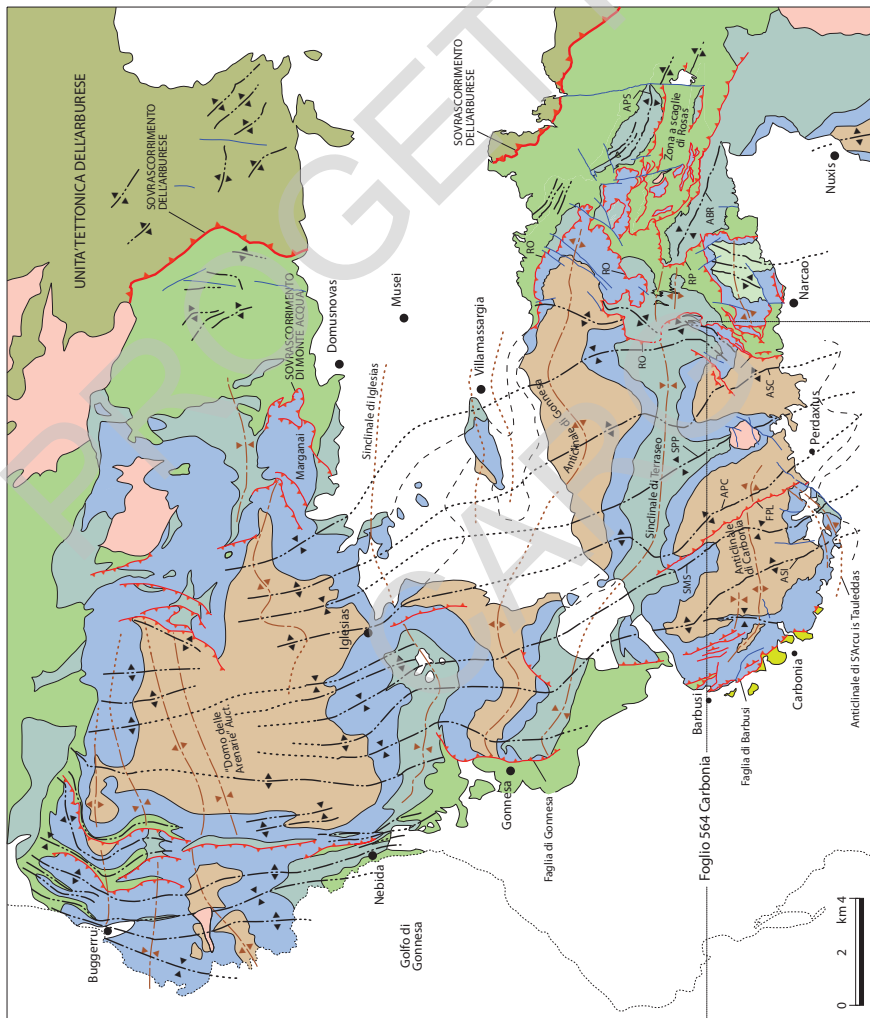 UNITA' TETTONICA DELL'ARBURESE
SOVRASCORRIMENTO
DELL'ARBURESE
SOVRASCORRIMENTO
DI MONTE ACQUA
Domusnovas
Musei
Marganai
Sinclinale di Iglesias
Villamassargia
Iglesias
"Domo delle
Arenarie" Auct.
Buggerru
Nebida
Golfo di
Gonnesa
Gonnesa
Faglia di Gonnesa
SOVRASCORRIMENTO
DELL'ARBURESE
APS
Zona a scaglie
di Rosas
RO
RO
RO
RP
ABR
Nuxis
Narcao
Anticlinale di Gonnesa
Sinclinale di Terraseo
SPP
ASC
Perdaxius
APC
FPL
SMS
Anticlinale
di Carbonia
ASI
Barbusi
Carbonia
Faglia di Barbusi
Anticlinale di S'Arcu is Tauleddas
Foglio 564 Carbonia
0 2 km 4
PROGETTO
CARG